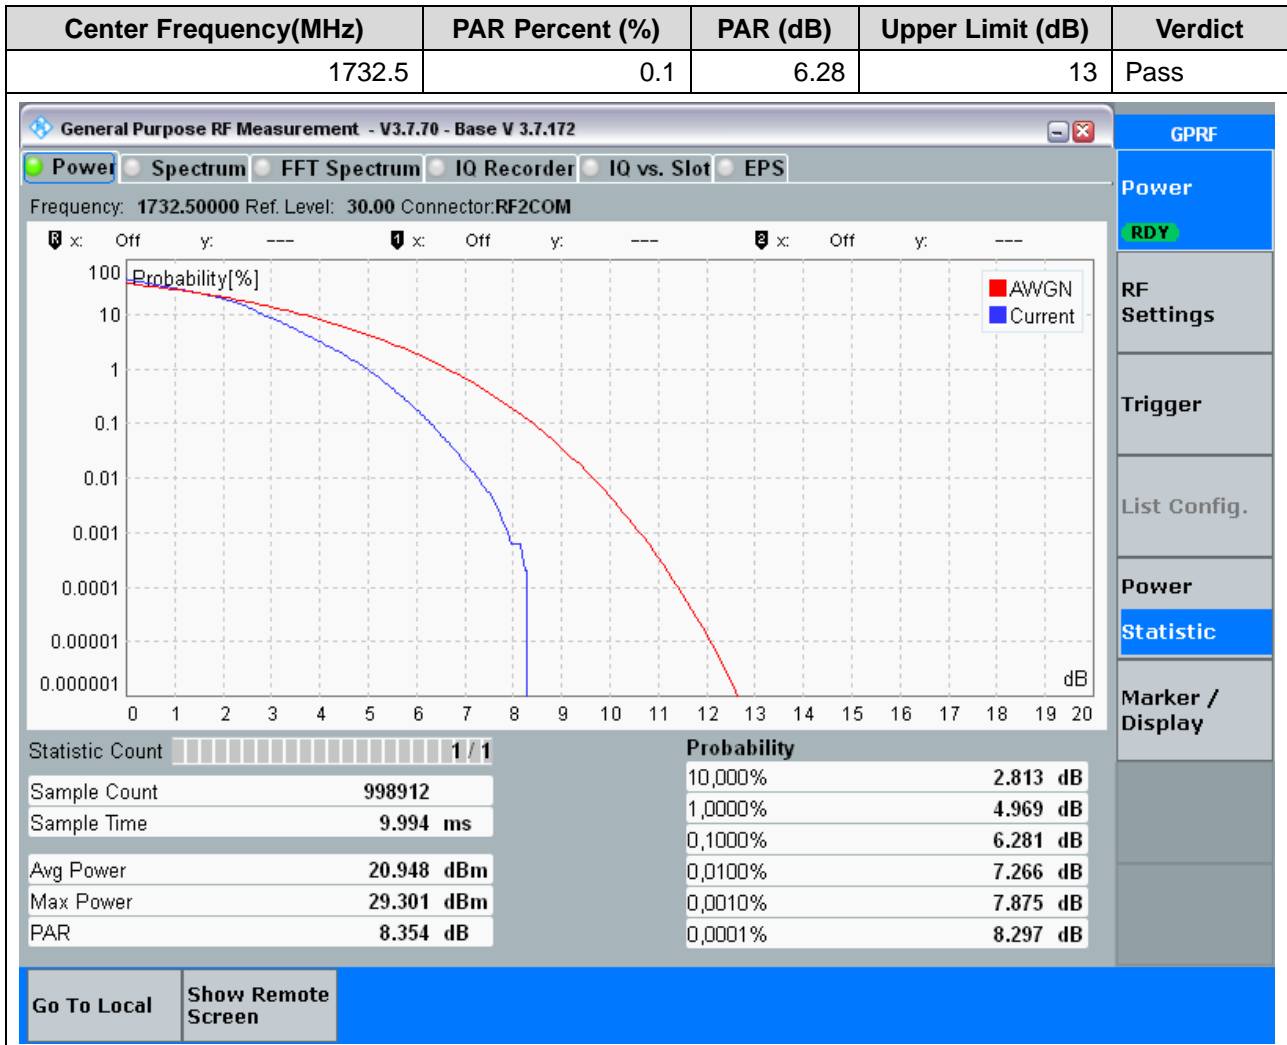 Center Frequency(MHz) PAR Percent (%) PAR (dB) Upper Limit (dB) Verdict
1732.5 0.1 6.28 13 Pass
General Purpose RF Measurement - V3.7.70 - Base V 3.7.172
GPRF
Power Spectrum FFT Spectrum IQ Recorder IQ vs. Slot EPS
Frequency: 1732.50000 Ref. Level: 30.00 Connector:RF2COM
R x: Off y: --- 1 x: Off y: --- 2 x: Off y: ---
Probability[%]
AWGN
Current
100
10
1
0.1
0.01
0.001
0.0001
0.00001
0.000001
dB
0 1 2 3 4 5 6 7 8 9 10 11 12 13 14 15 16 17 18 19 20
Statistic Count 1 / 1
Sample Count 998912
Sample Time 9.994 ms
Avg Power 20.948 dBm
Max Power 29.301 dBm
PAR 8.354 dB
Probability
10,000% 2.813 dB
1,0000% 4.969 dB
0,1000% 6.281 dB
0,0100% 7.266 dB
0,0010% 7.875 dB
0,0001% 8.297 dB
Power
RDY
RF
Settings
Trigger
List Config.
Power
Statistic
Marker /
Display
Go To Local
Show Remote
Screen